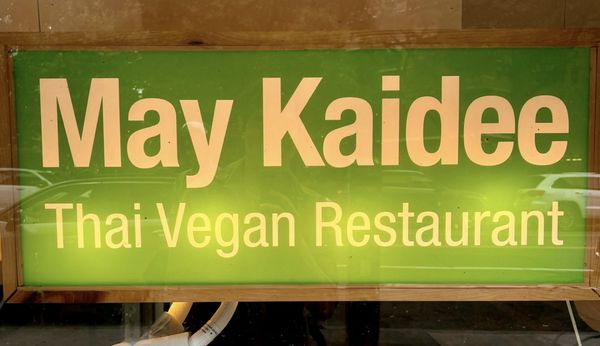 May Kaidee
Thai Vegan Restaurant